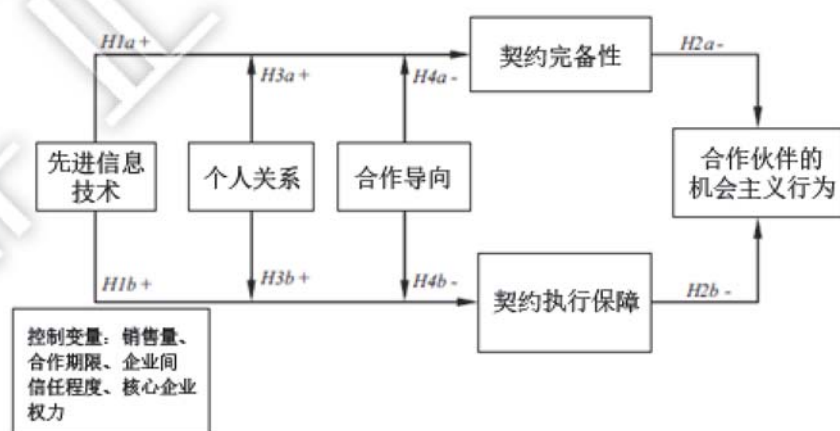 H1a+
契约完备性
H2a-
H3a+
H4a-
先进信息
技术
个人关系
合作导向
合作伙伴的
机会主义行为
H1b+
H3b+
H4b-
契约执行保障
H2b-
控制变量：销售量、
合作期限、企业间
信任程度、核心企业
权力